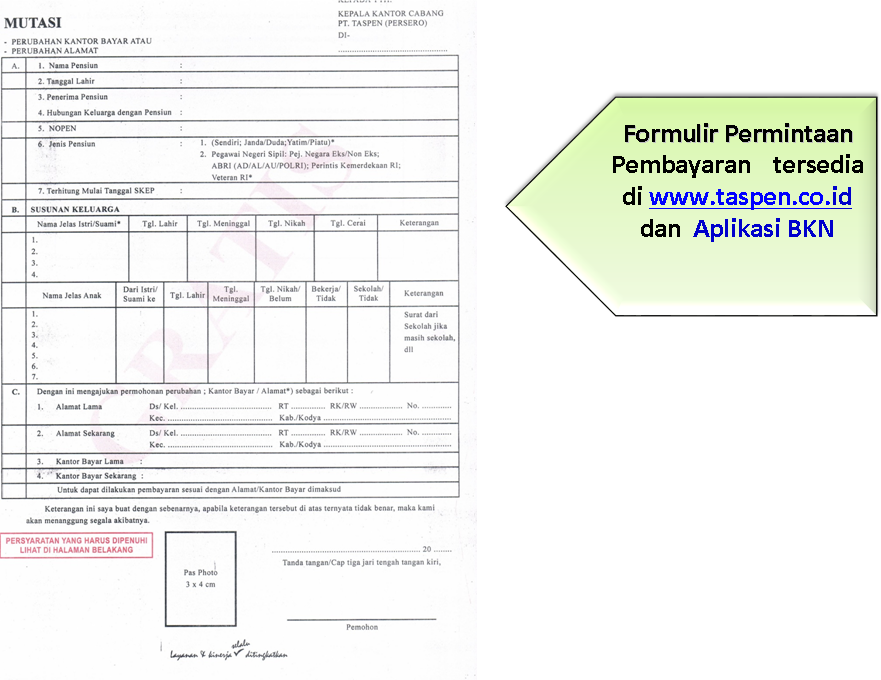 MUTASI
- PERUBAHAN KANTOR BAYAR ATAU
- PERUBAHAN ALAMAT
KEPALA KANTOR CABANG
PT. TASPEN (PERSERO)
DI-
................................................
A. 1. Nama Pensiun :
2. Tanggal Lahir :
3. Penerima Pensiun :
4. Hubungan Keluarga dengan Pensiun :
5. NOPEN :
6. Jenis Pensiun : 1. (Sendiri; Janda/Duda;Yatim/Piatu)*
2. Pegawai Negeri Sipil: Pej. Negara Eks/Non Eks;
ABRI (AD/AL/AU/POLRI); Perintis Kemerdekaan RI;
Veteran RI*
7. Terhitung Mulai Tanggal SKEP :
B. SUSUNAN KELUARGA
Nama Jelas Istri/Suami* Tgl. Lahir Tgl. Meninggal Tgl. Nikah Tgl. Cerai Keterangan
1.
2.
3.
4.
Nama Jelas Anak Dari Istri/ Suami ke Tgl. Lahir Tgl. Meninggal Tgl. Nikah/ Belum Bekerja/ Tidak Sekolah/ Tidak Keterangan
1. Surat dari
2. Sekolah jika
3. masih sekolah,
4. dll
5.
6.
7.
GRATIS
C. Dengan ini mengajukan permohonan perubahan ; Kantor Bayar / Alamat*) sebagai berikut :
1. Alamat Lama Ds/ Kel. ........................................ RT .............. RK/RW ................... No. .............
Kec. .............................................. Kab./Kodya ........................................................
2. Alamat Sekarang Ds/ Kel. ........................................ RT .............. RK/RW ................... No. .............
Kec. .............................................. Kab./Kodya ........................................................
3. Kantor Bayar Lama :
4. Kantor Bayar Sekarang :
Untuk dapat dilakukan pembayaran sesuai dengan Alamat/Kantor Bayar dimaksud
Keterangan ini saya buat dengan sebenarnya, apabila keterangan tersebut di atas ternyata tidak benar, maka kami
akan menanggung segala akibatnya.
PERSYARATAN YANG HARUS DIPENUHI
LIHAT DI HALAMAN BELAKANG
Pas Photo
3 x 4 cm
................................................................. 20 ........
Tanda tangan/Cap tiga jari tengah tangan kiri,
Pemohon
selalu
Layanan & kinerja ditingkatkan
Formulir Permintaan
Pembayaran tersedia
di www.taspen.co.id
dan Aplikasi BKN